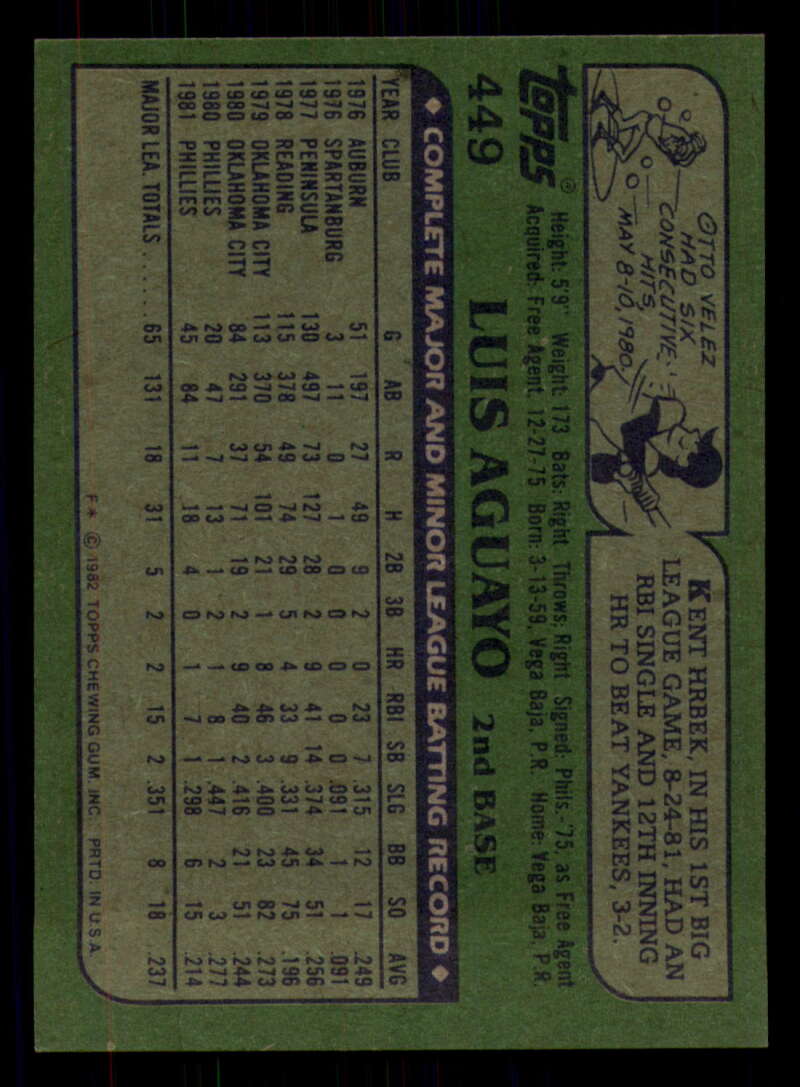 OTTO VELEZ
HAD SIX
CONSECUTIVE
HITS,
MAY 8-10, 1980.
KENT HRBEK, IN HIS 1ST BIG
LEAGUE GAME, 8-24-81, HAD AN
RBI SINGLE AND 12TH INNING
HR TO BEAT YANKEES, 3-2.
TOPPS®
449
Height: 5'9" Weight: 173 Bats: Right Throws: Right Signed: Phils.-'75, as Free Agent
Acquired: Free Agent, 12-27-75 Born: 3-13-59, Vega Baja, P.R. Home: Vega Baja, P.R.
LUIS AGUAYO 2nd BASE
◆ COMPLETE MAJOR AND MINOR LEAGUE BATTING RECORD ◆
YEAR CLUB G AB R H 2B 3B HR RBI SB SLG BB SO AVG
1976 AUBURN 51 197 27 49 9 2 0 23 7 .315 12 17 .249
1976 SPARTANBURG 3 11 0 1 0 0 0 0 0 .091 1 1 .091
1977 PENINSULA 130 497 73 127 28 2 9 41 14 .374 34 51 .256
1978 READING 115 378 49 74 29 5 4 33 9 .331 45 75 .196
1979 OKLAHOMA CITY 113 370 54 101 21 1 8 46 3 .400 23 82 .273
1980 OKLAHOMA CITY 84 291 37 71 19 2 9 40 2 .416 21 51 .244
1980 PHILLIES 20 47 7 13 1 2 1 8 1 .447 2 3 .277
1981 PHILLIES 45 84 11 18 4 0 1 7 1 .298 6 15 .214
MAJOR LEA. TOTALS ...... 65 131 18 31 5 2 2 15 2 .351 8 18 .237
F* © 1982 TOPPS CHEWING GUM, INC. PRTD. IN U.S.A.